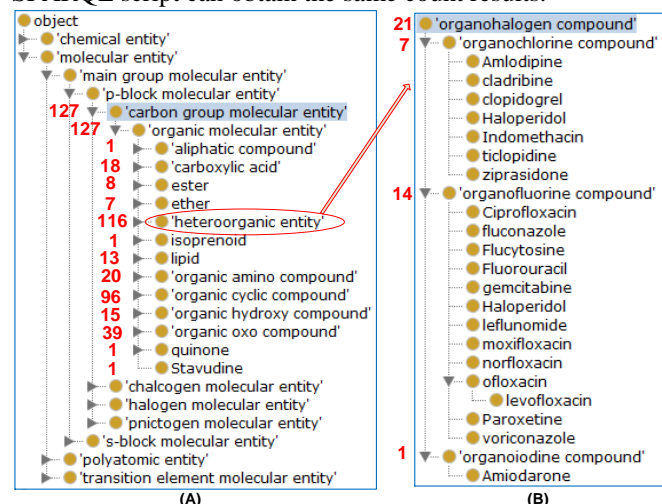 SPARQL script can obtain the same count results.
object
'chemical entity'
'molecular entity'
'main group molecular entity'
'p-block molecular entity'
127 'carbon group molecular entity'
127 'organic molecular entity'
1 'aliphatic compound'
18 'carboxylic acid'
8 ester
7 ether
116 'heteroorganic entity'
1 isoprenoid
13 lipid
20 'organic amino compound'
96 'organic cyclic compound'
15 'organic hydroxy compound'
39 'organic oxo compound'
1 quinone
1 Stavudine
'chalcogen molecular entity'
'halogen molecular entity'
'pnictogen molecular entity'
's-block molecular entity'
'polyatomic entity'
'transition element molecular entity'
(A)
21 'organohalogen compound'
7 'organochlorine compound'
Amlodipine
cladribine
clopidogrel
Haloperidol
Indomethacin
ticlopidine
ziprasidone
14 'organofluorine compound'
Ciprofloxacin
fluconazole
Flucytosine
Fluorouracil
gemcitabine
Haloperidol
leflunomide
moxifloxacin
norfloxacin
ofloxacin
levofloxacin
Paroxetine
voriconazole
1 'organoiodine compound'
Amiodarone
(B)